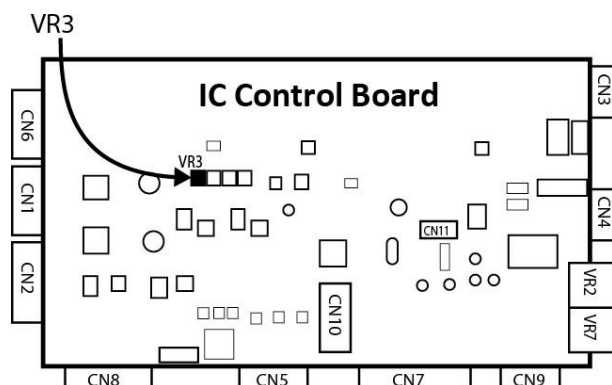 VR3
IC Control Board
CN3
CN6
VR3
CN1
CN4
CN11
CN2
VR2
CN10
VR7
CN8
CN5
CN7
CN9